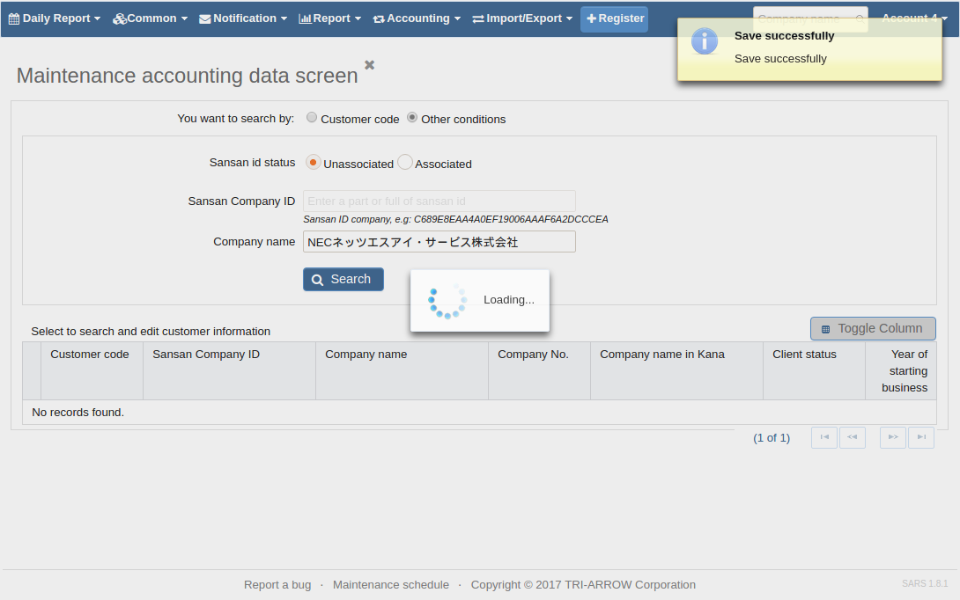 Daily Report Common Notification Report Accounting Import/Export Register Company name Account 4
Save successfully
Save successfully
Maintenance accounting data screen
You want to search by: Customer code Other conditions
Sansan id status Unassociated Associated
Sansan Company ID Enter a part or full of sansan id
Sansan ID company, e.g: C689E8EAA4A0EF19006AAAF6A2DCCCEA
Company name NECネッツエスアイ・サービス株式会社
Search
Loading...
Select to search and edit customer information
Toggle Column
Customer code Sansan Company ID Company name Company No. Company name in Kana Client status Year of
starting
business
No records found.
(1 of 1)
Report a bug · Maintenance schedule · Copyright © 2017 TRI-ARROW Corporation
SARS 1.8.1